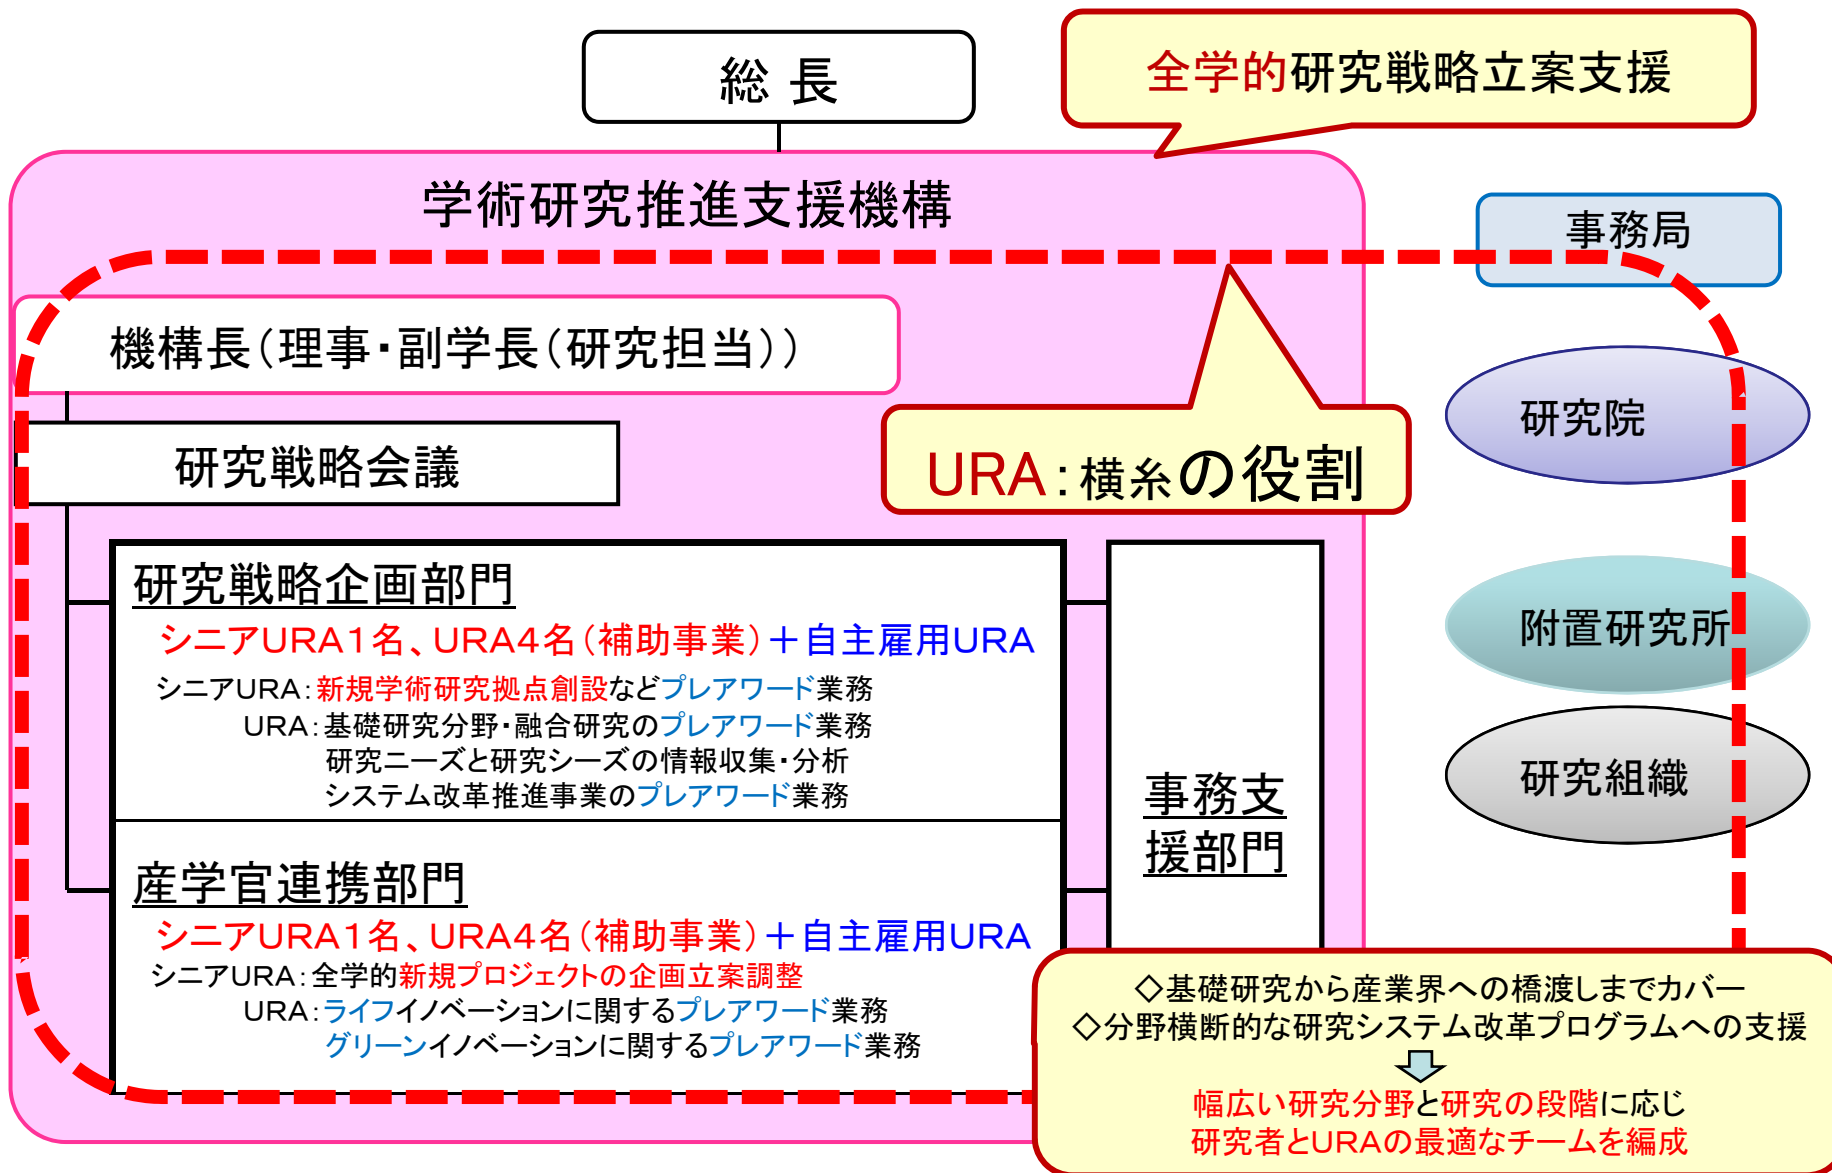 総 長
全学的研究戦略立案支援
学術研究推進支援機構
事務局
機構長（理事・副学長（研究担当））
研究院
研究戦略会議
URA：横糸の役割
研究戦略企画部門
シニアURA1名、URA4名（補助事業）＋自主雇用URA
シニアURA：新規学術研究拠点創設などプレアワード業務
URA：基礎研究分野・融合研究のプレアワード業務
研究ニーズと研究シーズの情報収集・分析
システム改革推進事業のプレアワード業務
附置研究所
研究組織
事務支
援部門
産学官連携部門
シニアURA1名、URA4名（補助事業）＋自主雇用URA
シニアURA：全学的新規プロジェクトの企画立案調整
URA：ライフイノベーションに関するプレアワード業務
グリーンイノベーションに関するプレアワード業務
◇基礎研究から産業界への橋渡しまでカバー
◇分野横断的な研究システム改革プログラムへの支援
幅広い研究分野と研究の段階に応じ
研究者とURAの最適なチームを編成